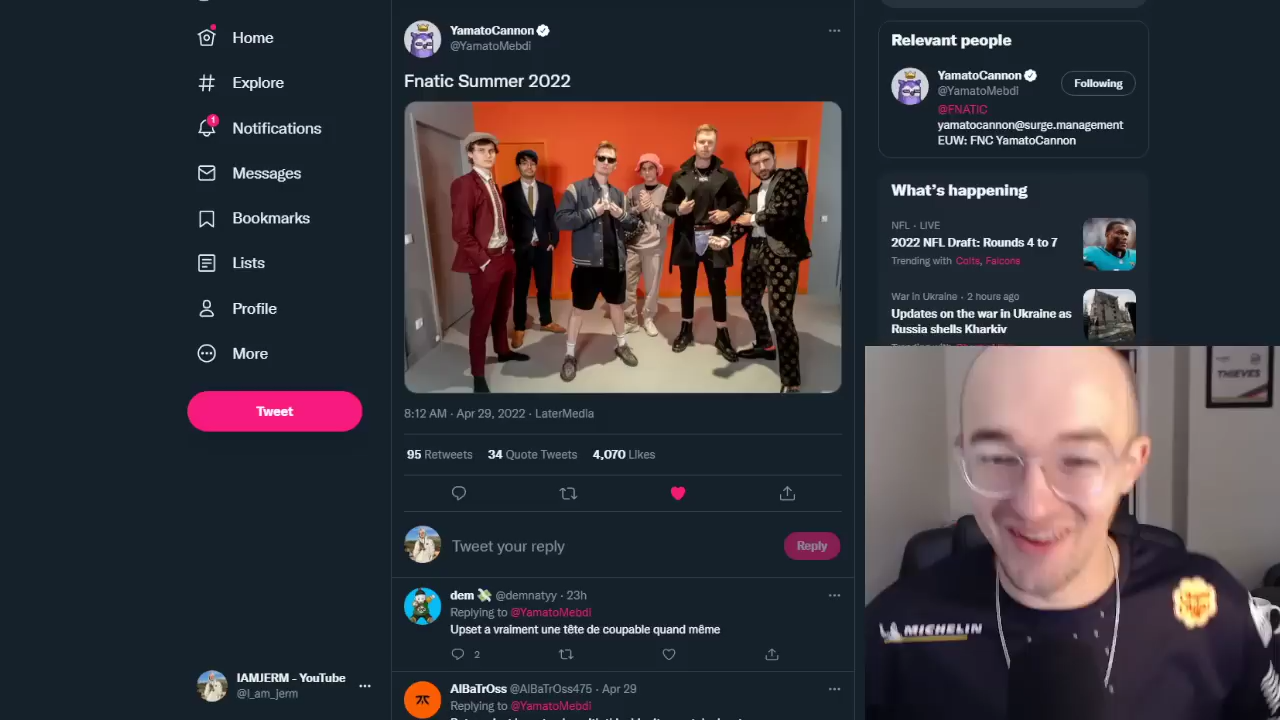 Home
Explore
1
Notifications
Messages
Bookmarks
Lists
Profile
More
Tweet
IAMJERM - YouTube
@I_am_jerm
YamatoCannon
@YamatoMebdi
Fnatic Summer 2022
8:12 AM · Apr 29, 2022 · LaterMedia
95 Retweets 34 Quote Tweets 4,070 Likes
Tweet your reply
Reply
dem @demnatyy · 23h
Replying to @YamatoMebdi
Upset a vraiment une tête de coupable quand même
2
AlBaTrOss @AlBaTrOss475 · Apr 29
Replying to @YamatoMebdi
Relevant people
YamatoCannon
@YamatoMebdi
Following
@FNATIC
yamatocannon@surge.management
EUW: FNC YamatoCannon
What's happening
NFL · LIVE
2022 NFL Draft: Rounds 4 to 7
Trending with Colts, Falcons
War in Ukraine · 2 hours ago
Updates on the war in Ukraine as
Russia shells Kharkiv
THIEVES
MICHELIN